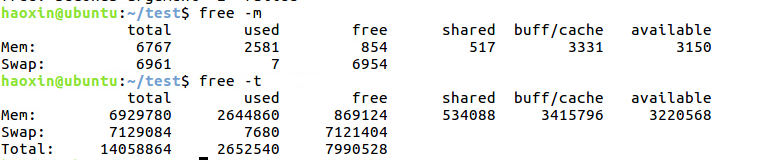 haoxin@ubuntu:~/test$ free -m
total used free shared buff/cache available
Mem: 6767 2581 854 517 3331 3150
Swap: 6961 7 6954
haoxin@ubuntu:~/test$ free -t
total used free shared buff/cache available
Mem: 6929780 2644860 869124 534088 3415796 3220568
Swap: 7129084 7680 7121404
Total: 14058864 2652540 7990528